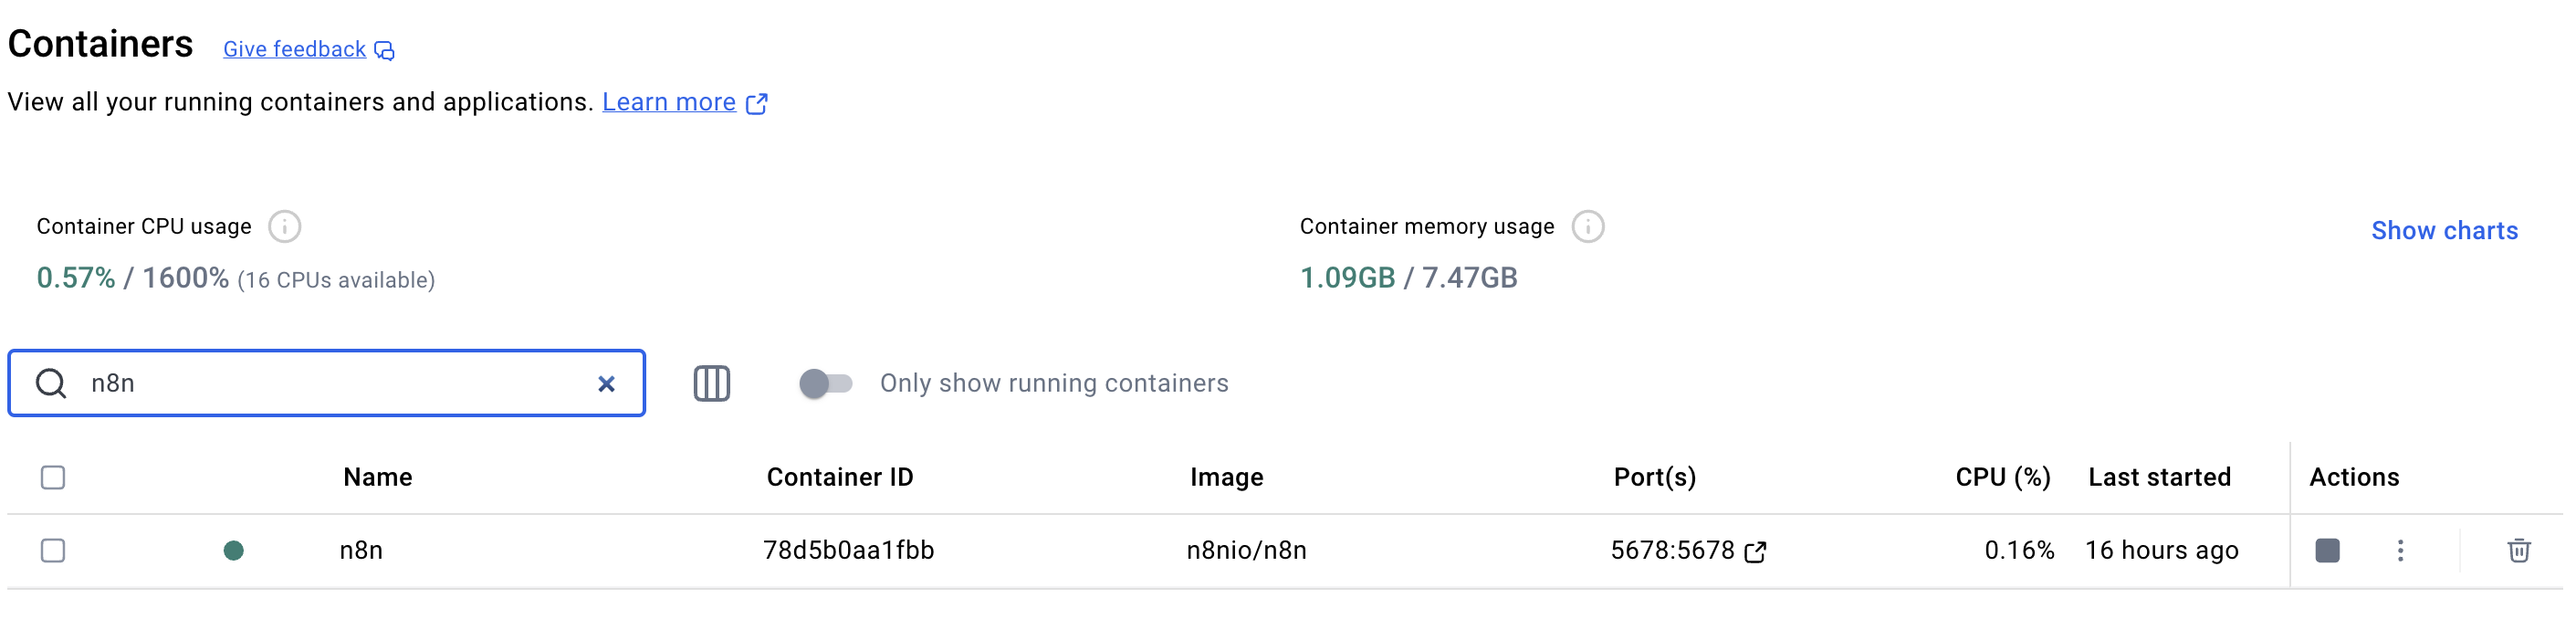 Containers Give feedback
View all your running containers and applications. Learn more
Container CPU usage
0.57% / 1600% (16 CPUs available)
Container memory usage
1.09GB / 7.47GB
Show charts
n8n
Only show running containers
Name Container ID Image Port(s) CPU (%) Last started Actions
n8n 78d5b0aa1fbb n8nio/n8n 5678:5678 0.16% 16 hours ago